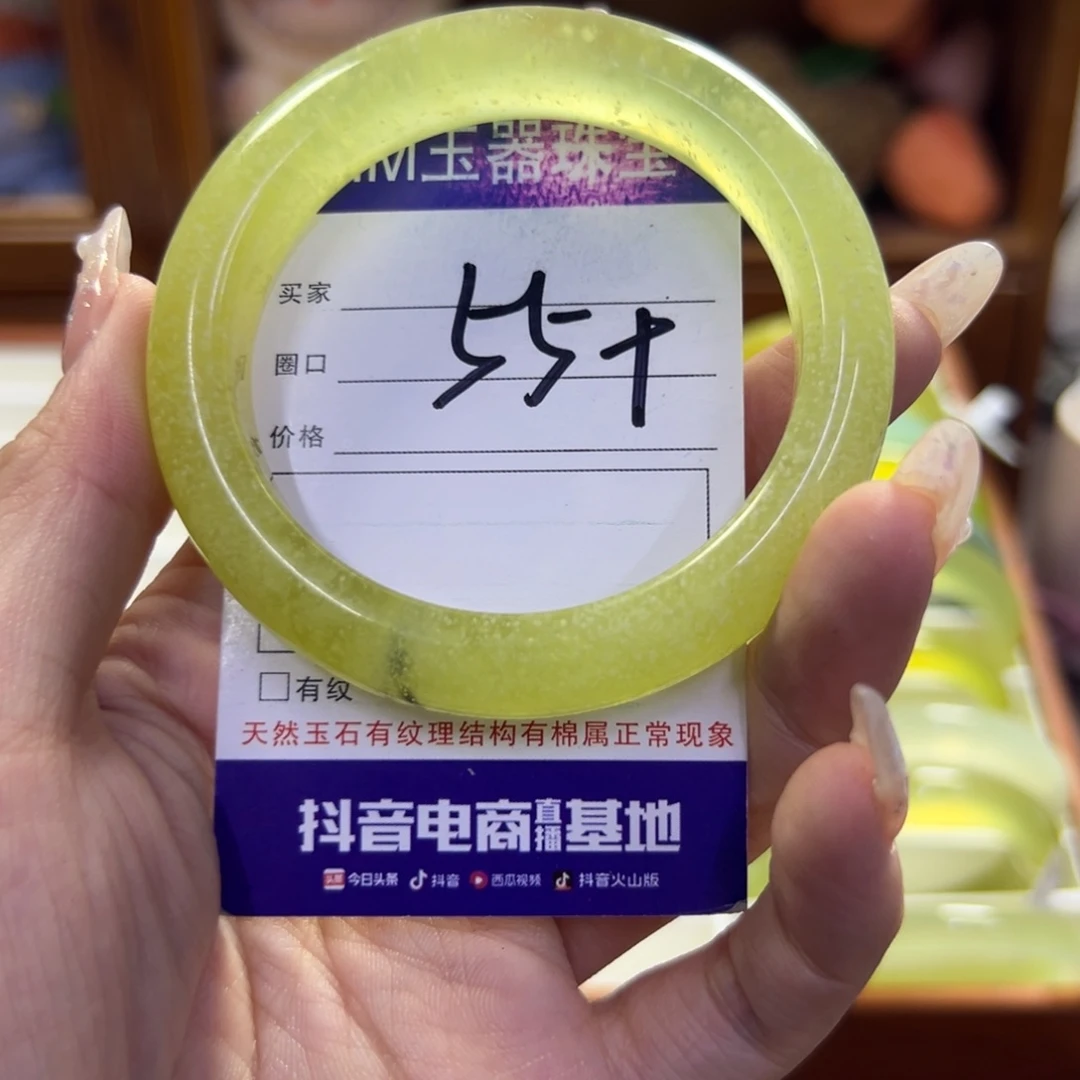 玉器珠宝
买家
55+
圈口
价格
有纹
天然玉石有纹理结构有棉属正常现象
抖音电商直播基地
头条 今日头条 抖音 西瓜视频 抖音火山版